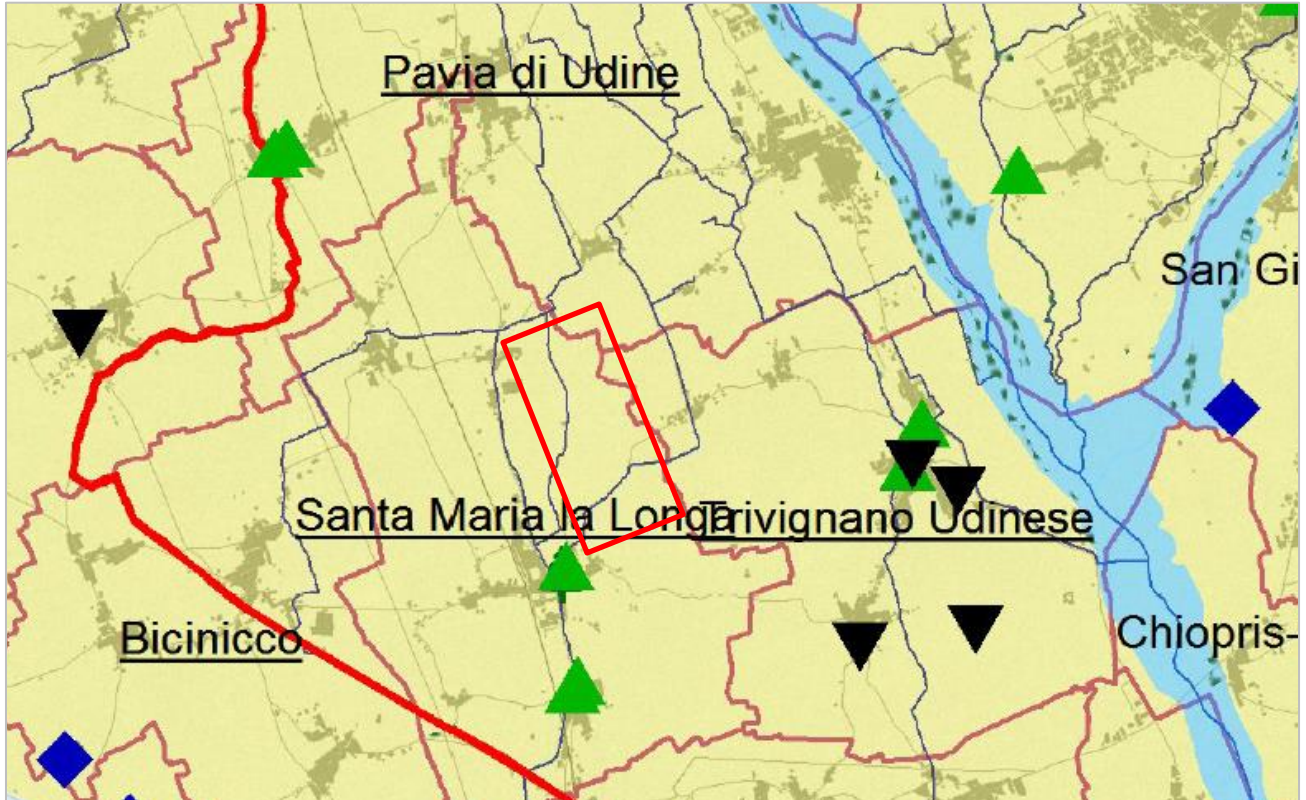 Pavia di Udine
San Gi
Santa Maria la Longa
Trivignano Udinese
Bicinicco
Chiopris-